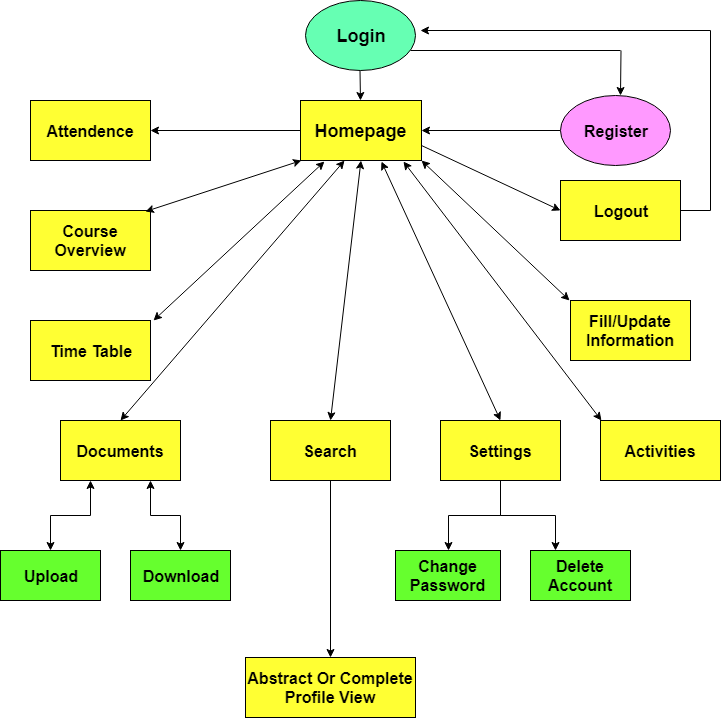 Login
Attendence
Homepage
Register
Course
Overview
Logout
Time Table
Fill/Update
Information
Documents
Search
Settings
Activities
Upload
Download
Change
Password
Delete
Account
Abstract Or Complete
Profile View